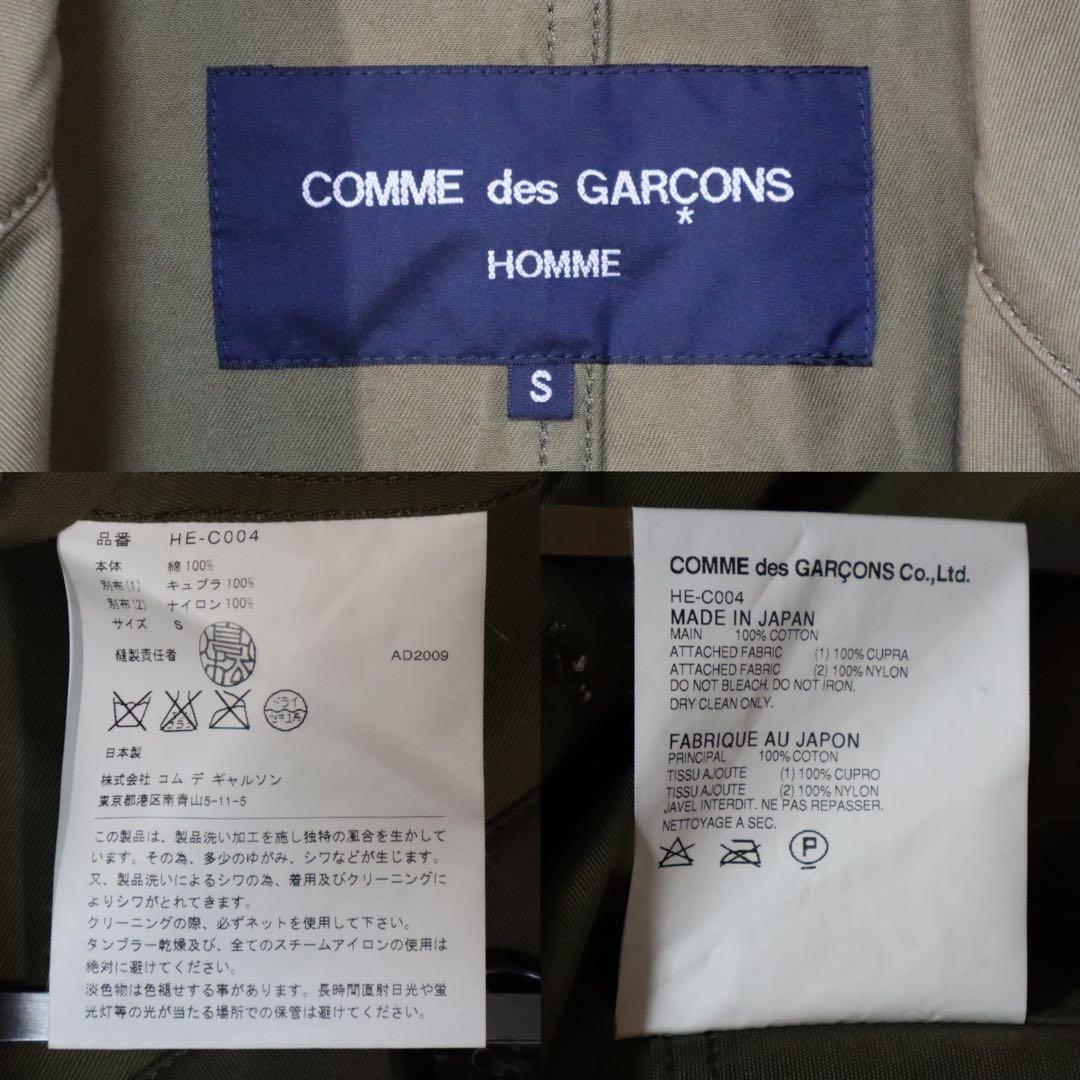 COMME des GARÇONS
*
HOMME
S
品番 HE-C004
本体 綿 100%
別布(1) キュプラ 100%
別布(2) ナイロン 100%
サイズ S
縫製責任者
AD2009
ドライ
セキユ系
日本製
株式会社 コム デ ギャルソン
東京都港区南青山5-11-5
この製品は、製品洗い加工を施し独特の風合を生かして
います。その為、多少のゆがみ、シワなどが生じます。
又、製品洗いによるシワの為、着用及びクリーニングに
よりシワがとれてきます。
クリーニングの際、必ずネットを使用して下さい。
タンブラー乾燥及び、全てのスチームアイロンの使用は
絶対に避けてください。
淡色物は色褪せする事があります。長時間直射日光や蛍
光灯等の光が当たる場所での保管は避けてください。
COMME des GARÇONS Co.,Ltd.
HE-C004
MADE IN JAPAN
MAIN 100% COTTON
ATTACHED FABRIC (1) 100% CUPRA
ATTACHED FABRIC (2) 100% NYLON
DO NOT BLEACH. DO NOT IRON.
DRY CLEAN ONLY.
FABRIQUE AU JAPON
PRINCIPAL 100% COTON
TISSU AJOUTE (1) 100% CUPRO
TISSU AJOUTE (2) 100% NYLON
JAVEL INTERDIT. NE PAS REPASSER.
NETTOYAGE A SEC.
P